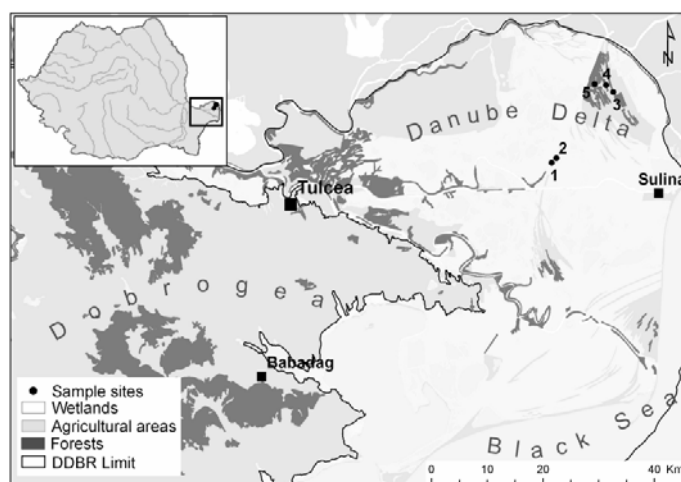 N
4
5
3
Danube Delta
2
1
Tulcea
Sulina
Dobrogea
Babadag
Sample sites
Wetlands
Agricultural areas
Forests
DDBR Limit
Black Sea
0 10 20 40 Km